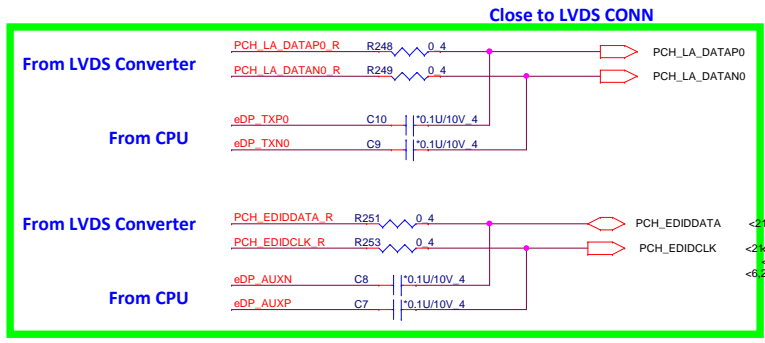 Close to LVDS CONN
PCH_LA_DATAP0_R R248 0_4 PCH_LA_DATAP0
From LVDS Converter
PCH_LA_DATAN0_R R249 0_4 PCH_LA_DATAN0
eDP_TXP0 C10 *0.1U/10V_4
From CPU
eDP_TXN0 C9 *0.1U/10V_4
From LVDS Converter
PCH_EDIDDATA_R R251 0_4 PCH_EDIDDATA <21
PCH_EDIDCLK_R R253 0_4 PCH_EDIDCLK
eDP_AUXN C8 *0.1U/10V_4
From CPU
eDP_AUXP C7 *0.1U/10V_4